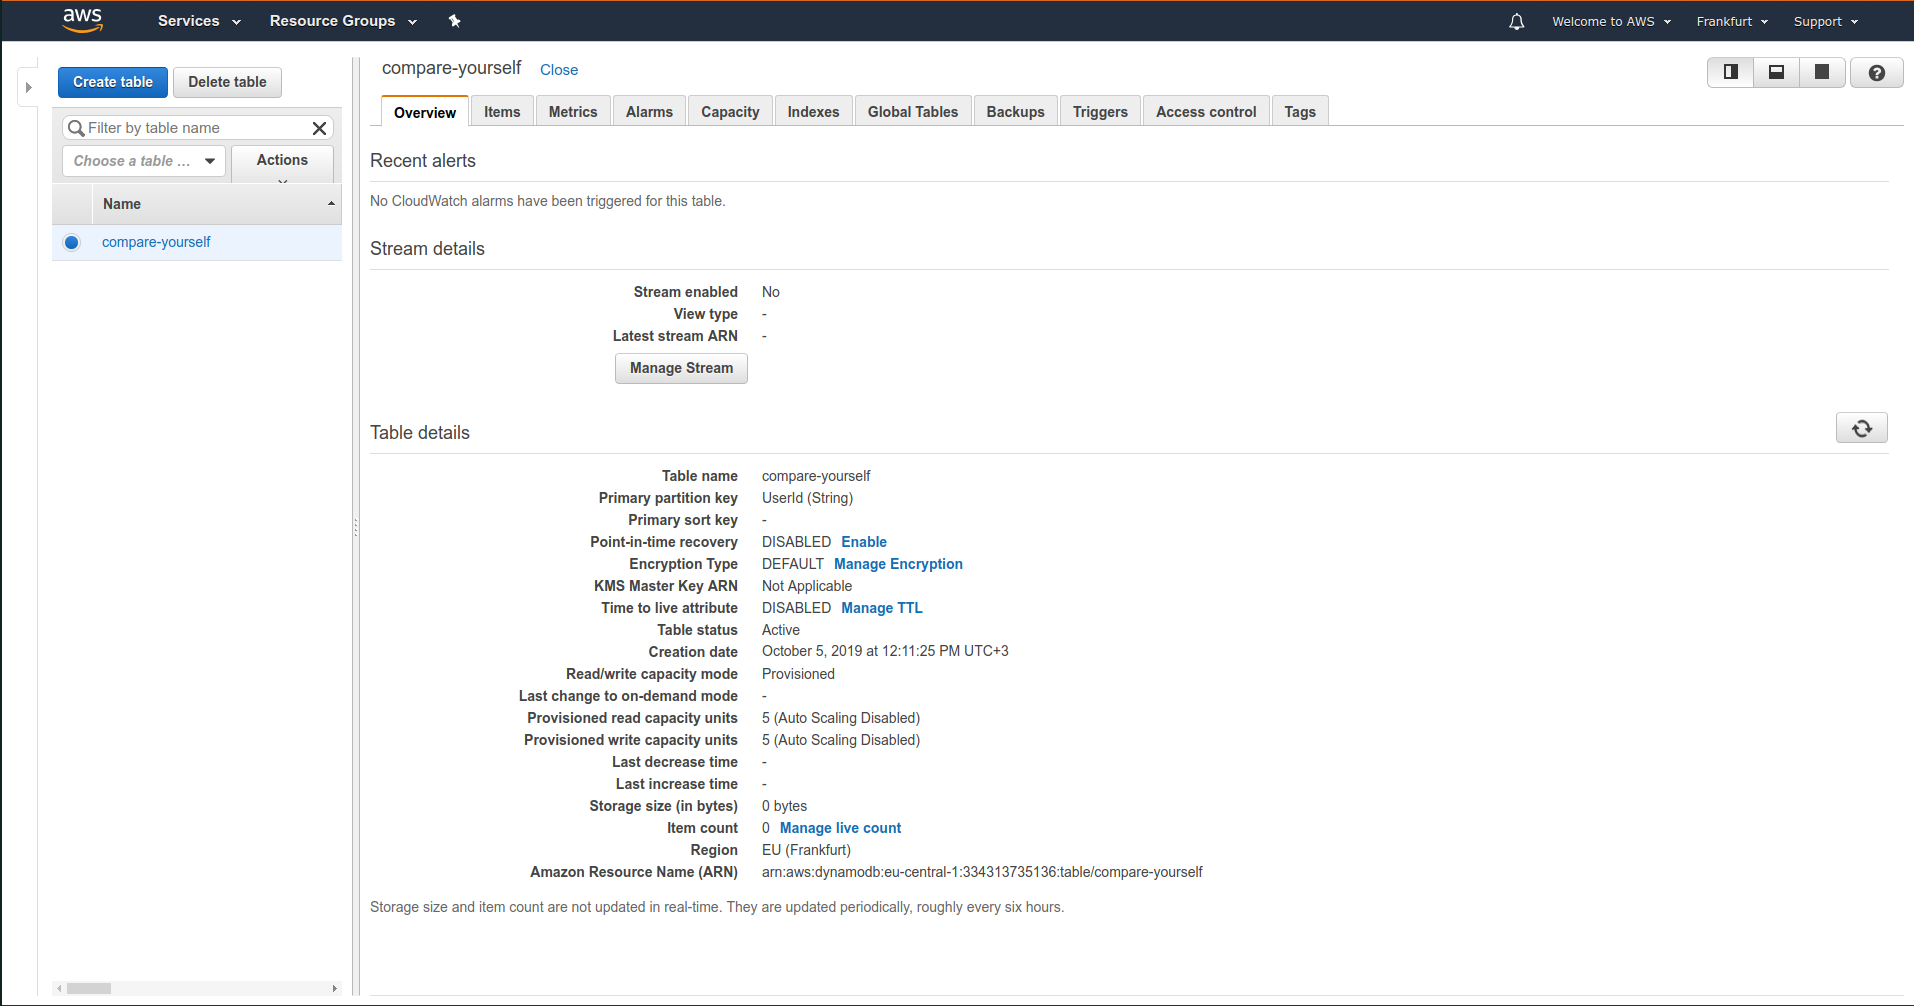 aws Services Resource Groups Welcome to AWS Frankfurt Support
Create table Delete table
Filter by table name
Choose a table ... Actions
Name
compare-yourself
compare-yourself Close
Overview Items Metrics Alarms Capacity Indexes Global Tables Backups Triggers Access control Tags
Recent alerts
No CloudWatch alarms have been triggered for this table.
Stream details
Stream enabled No
View type -
Latest stream ARN -
Manage Stream
Table details
Table name compare-yourself
Primary partition key UserId (String)
Primary sort key -
Point-in-time recovery DISABLED Enable
Encryption Type DEFAULT Manage Encryption
KMS Master Key ARN Not Applicable
Time to live attribute DISABLED Manage TTL
Table status Active
Creation date October 5, 2019 at 12:11:25 PM UTC+3
Read/write capacity mode Provisioned
Last change to on-demand mode -
Provisioned read capacity units 5 (Auto Scaling Disabled)
Provisioned write capacity units 5 (Auto Scaling Disabled)
Last decrease time -
Last increase time -
Storage size (in bytes) 0 bytes
Item count 0 Manage live count
Region EU (Frankfurt)
Amazon Resource Name (ARN) arn:aws:dynamodb:eu-central-1:334313735136:table/compare-yourself
Storage size and item count are not updated in real-time. They are updated periodically, roughly every six hours.